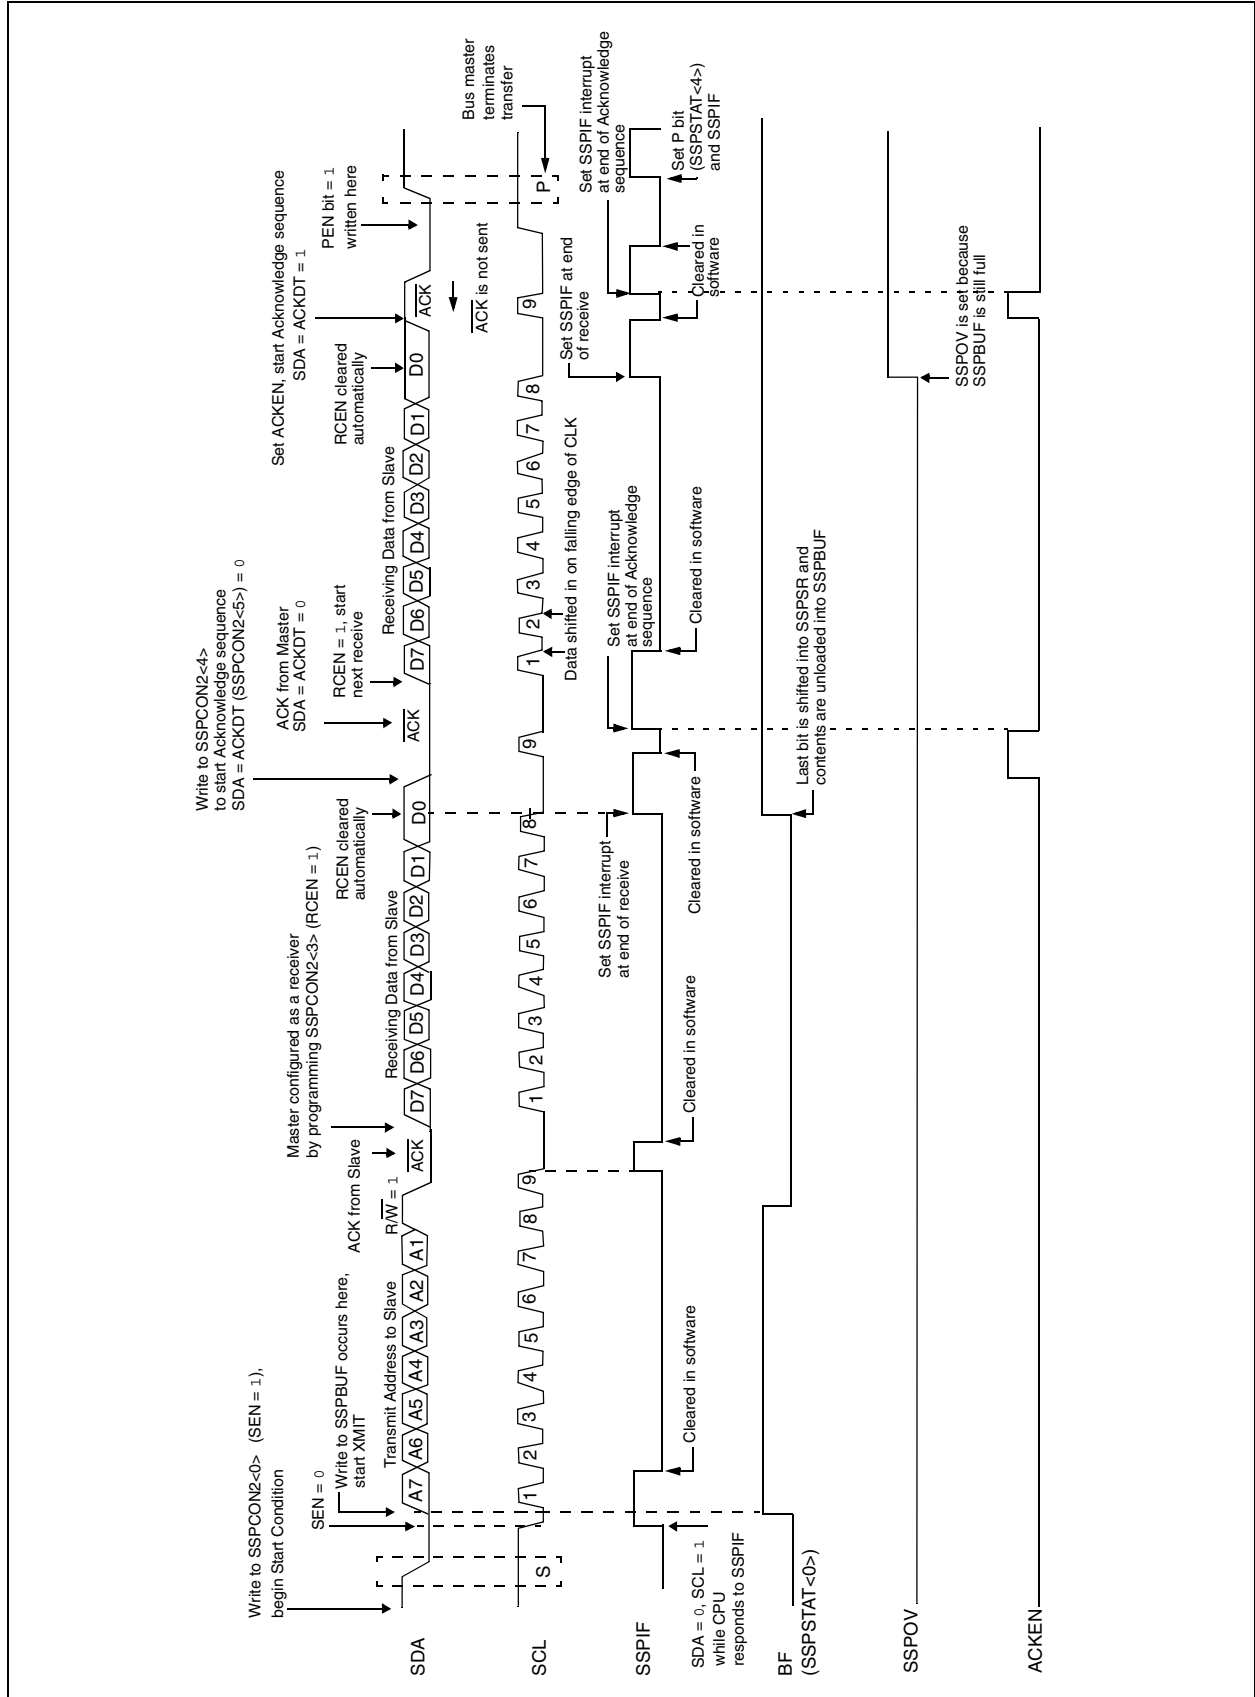 Write to SSPCON2<4>
to start Acknowledge sequence
SDA = ACKDT (SSPCON2<5>) = 0
Set ACKEN, start Acknowledge sequence
SDA = ACKDT = 1
Write to SSPCON2<0> (SEN = 1),
begin Start Condition
Master configured as a receiver
by programming SSPCON2<3> (RCEN = 1)
ACK from Master
SDA = ACKDT = 0
PEN bit = 1
written here
SEN = 0
Write to SSPBUF occurs here,
start XMIT
ACK from Slave
RCEN cleared
automatically
RCEN = 1, start
next receive
RCEN cleared
automatically
Transmit Address to Slave
R/W = 1
Receiving Data from Slave
Receiving Data from Slave
SDA
A7 A6 A5 A4 A3 A2 A1
ACK
D7 D6 D5 D4 D3 D2 D1 D0
ACK
D7 D6 D5 D4 D3 D2 D1 D0
ACK
ACK is not sent
Bus master
terminates
transfer
SCL
S
1 2 3 4 5 6 7 8 9
1 2 3 4 5 6 7 8 9
1 2 3 4 5 6 7 8 9
P
Data shifted in on falling edge of CLK
Set SSPIF interrupt
at end of receive
Set SSPIF interrupt
at end of Acknowledge
sequence
Set SSPIF at end
of receive
Set SSPIF interrupt
at end of Acknowledge
sequence
SSPIF
SDA = 0, SCL = 1
while CPU
responds to SSPIF
Cleared in software
Cleared in software
Cleared in software
Cleared in software
Cleared in software
Cleared in
software
Set P bit
(SSPSTAT<4>)
and SSPIF
BF
(SSPSTAT<0>)
Last bit is shifted into SSPSR and
contents are unloaded into SSPBUF
SSPOV
SSPOV is set because
SSPBUF is still full
ACKEN